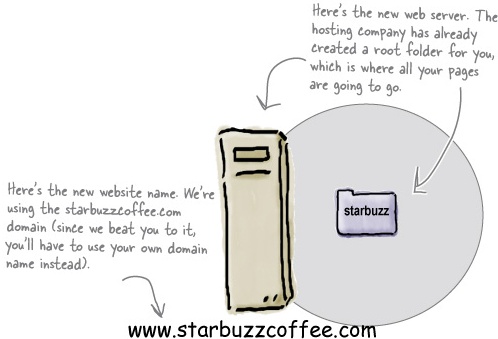 Here's the new web server. The
hosting company has already
created a root folder for you,
which is where all your pages
are going to go.
starbuzz
Here's the new website name. We're
using the starbuzzcoffee.com
domain (since we beat you to it,
you'll have to use your own domain
name instead).
www.starbuzzcoffee.com